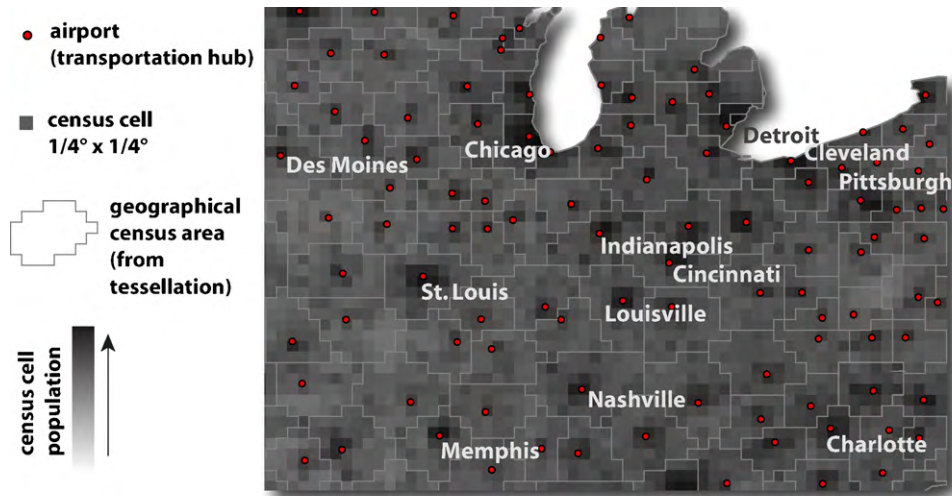 airport
(transportation hub)
census cell
1/4° x 1/4°
geographical
census area
(from
tessellation)
census cell
population
Detroit
Chicago
Cleveland
Des Moines
Pittsburgh
Indianapolis
Cincinnati
St. Louis
Louisville
Nashville
Memphis
Charlotte